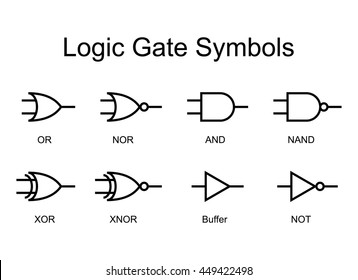 Logic Gate Symbols
OR NOR AND NAND
XOR XNOR Buffer NOT
shutterstock.com · 449422498